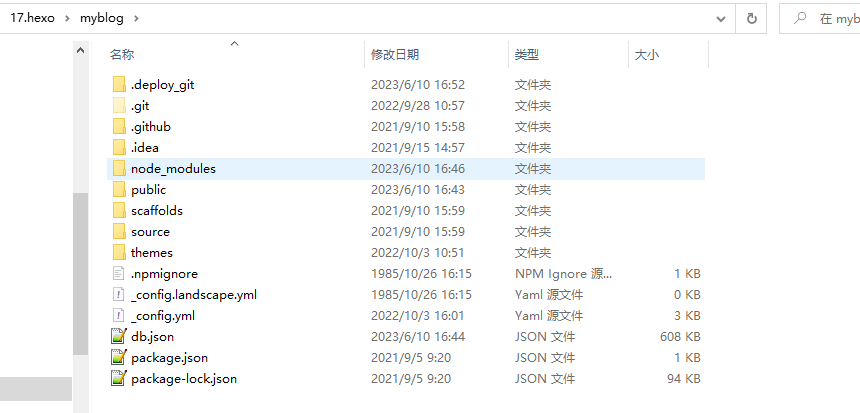 17.hexo > myblog > 在 myb
名称 修改日期 类型 大小
.deploy_git 2023/6/10 16:52 文件夹
.git 2022/9/28 10:57 文件夹
.github 2021/9/10 15:58 文件夹
.idea 2021/9/15 14:57 文件夹
node_modules 2023/6/10 16:46 文件夹
public 2023/6/10 16:43 文件夹
scaffolds 2021/9/10 15:59 文件夹
source 2021/9/10 15:59 文件夹
themes 2022/10/3 10:51 文件夹
.npmignore 1985/10/26 16:15 NPM Ignore 源... 1 KB
_config.landscape.yml 1985/10/26 16:15 Yaml 源文件 0 KB
_config.yml 2022/10/3 16:01 Yaml 源文件 3 KB
db.json 2023/6/10 16:44 JSON 文件 608 KB
package.json 2021/9/5 9:20 JSON 文件 1 KB
package-lock.json 2021/9/5 9:20 JSON 文件 94 KB